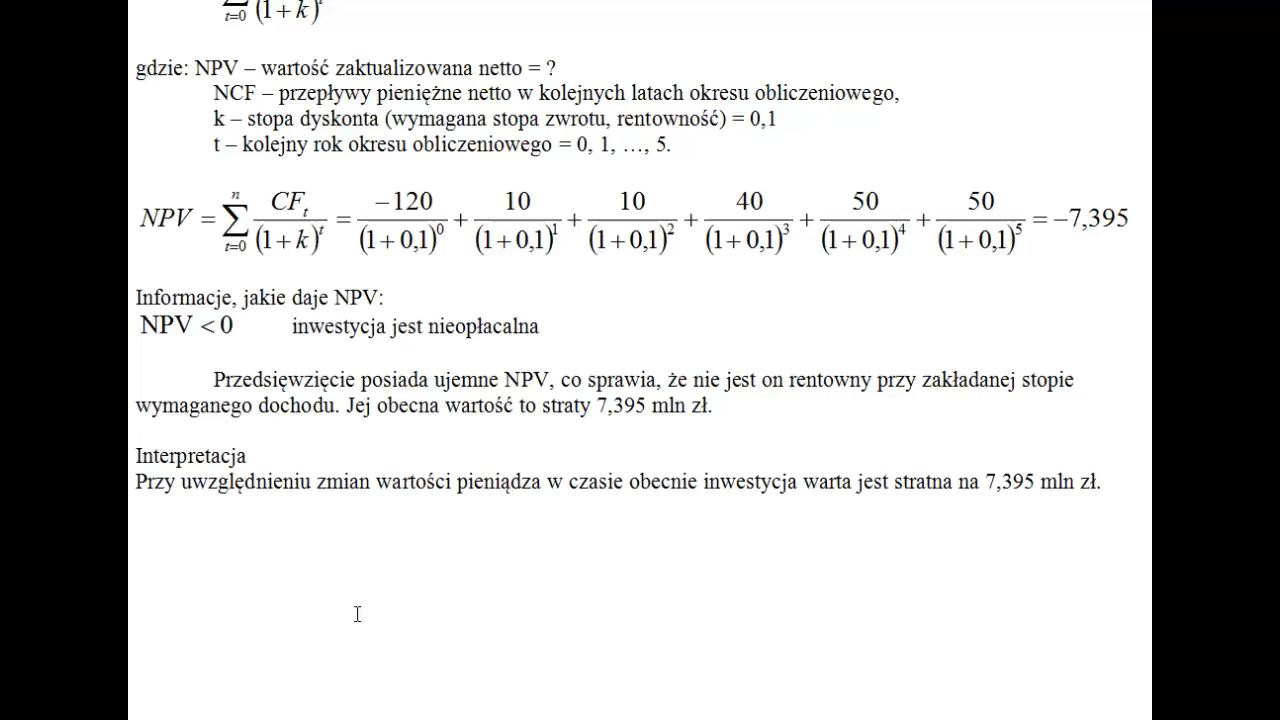 t=0 (1 + k)^t
gdzie: NPV – wartość zaktualizowana netto = ?
NCF – przepływy pieniężne netto w kolejnych latach okresu obliczeniowego,
k – stopa dyskonta (wymagana stopa zwrotu, rentowność) = 0,1
t – kolejny rok okresu obliczeniowego = 0, 1, …, 5.
NPV = ∑_{t=0}^{n} CF_t / (1 + k)^t = −120 / (1 + 0,1)^0 + 10 / (1 + 0,1)^1 + 10 / (1 + 0,1)^2 + 40 / (1 + 0,1)^3 + 50 / (1 + 0,1)^4 + 50 / (1 + 0,1)^5 = −7,395
Informacje, jakie daje NPV:
NPV < 0 inwestycja jest nieopłacalna
Przedsięwzięcie posiada ujemne NPV, co sprawia, że nie jest on rentowny przy zakładanej stopie
wymaganego dochodu. Jej obecna wartość to straty 7,395 mln zł.
Interpretacja
Przy uwzględnieniu zmian wartości pieniądza w czasie obecnie inwestycja warta jest stratna na 7,395 mln zł.